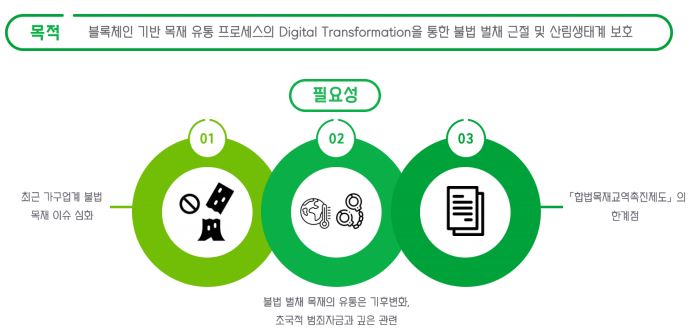 목적 블록체인 기반 목재 유통 프로세스의 Digital Transformation을 통한 불법 벌채 근절 및 산림생태계 보호
필요성
01
02
03
최근 가구업계 불법
목재 이슈 심화
「합법목재교역촉진제도」의
한계점
불법 벌채 목재의 유통은 기후변화,
초국적 범죄자금과 깊은 관련